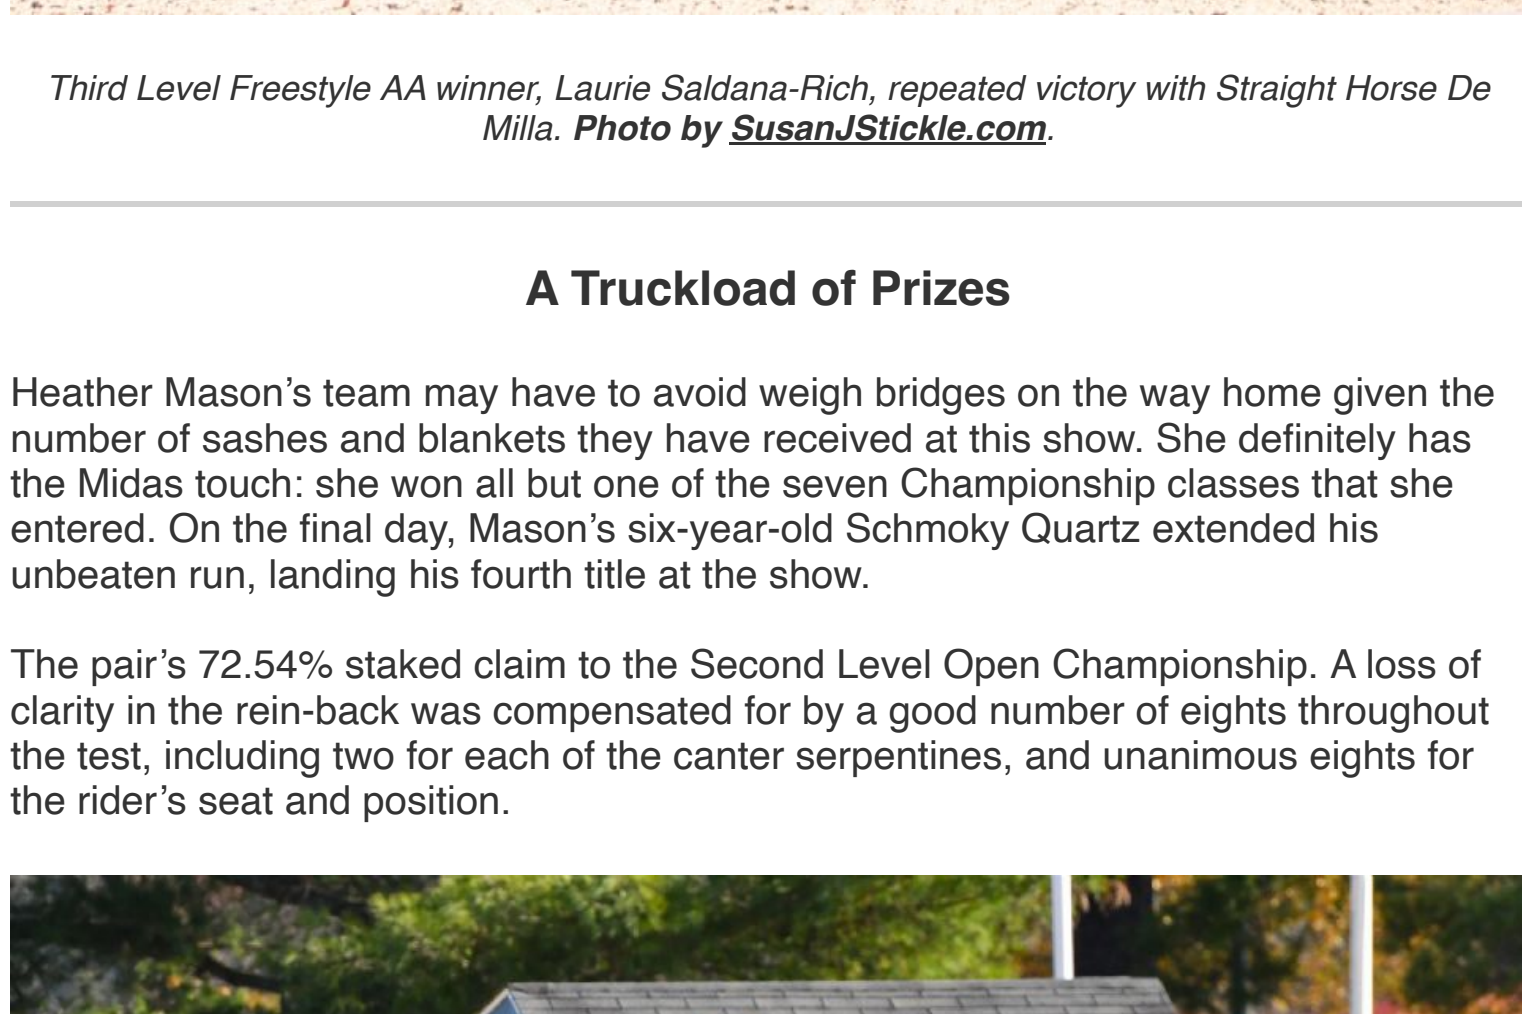 Third Level Freestyle AA winner, Laurie Saldana-Rich, repeated victory with Straight Horse De
Milla. Photo by SusanJStickle.com.
A Truckload of Prizes
Heather Mason’s team may have to avoid weigh bridges on the way home given the
number of sashes and blankets they have received at this show. She definitely has
the Midas touch: she won all but one of the seven Championship classes that she
entered. On the final day, Mason’s six-year-old Schmoky Quartz extended his
unbeaten run, landing his fourth title at the show.
The pair’s 72.54% staked claim to the Second Level Open Championship. A loss of
clarity in the rein-back was compensated for by a good number of eights throughout
the test, including two for each of the canter serpentines, and unanimous eights for
the rider’s seat and position.